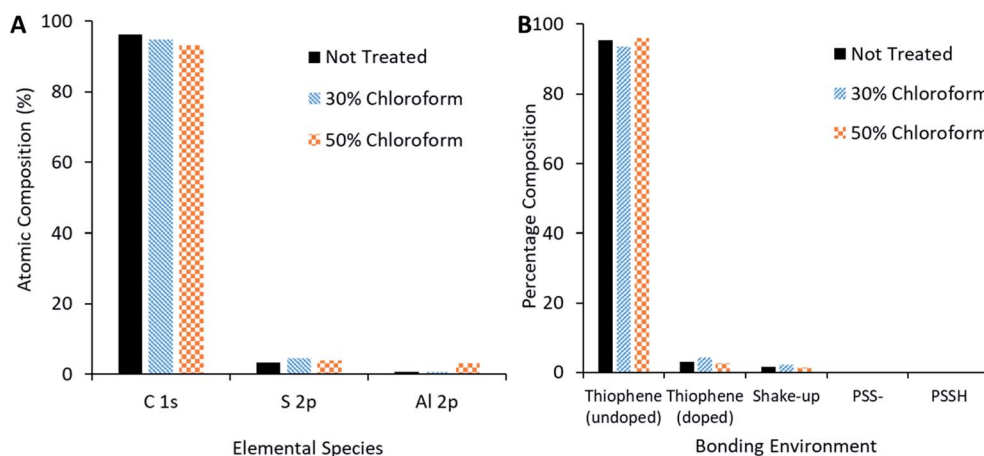 A
Atomic Composition (%)
100
80
60
40
20
0
Not Treated
30% Chloroform
50% Chloroform
C 1s
S 2p
Al 2p
Elemental Species
B
Percentage Composition
100
80
60
40
20
0
Not Treated
30% Chloroform
50% Chloroform
Thiophene
(undoped)
Thiophene
(doped)
Shake-up
PSS-
PSSH
Bonding Environment